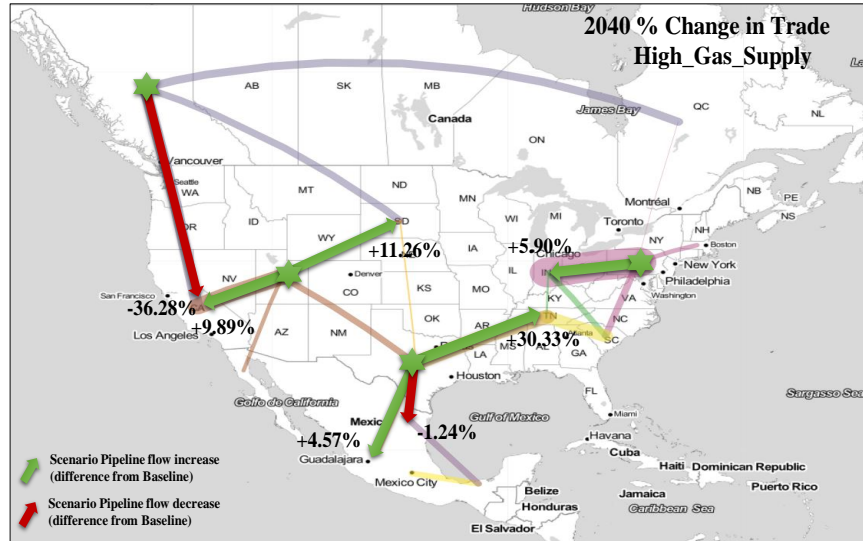 Hudson Bay
2040 % Change in Trade
High_Gas_Supply
AB
SK
MB
James Bay
QC
NL
Canada
ON
Vancouver
Seattle
WA
MT
ND
MN
Montréal
NB
PE
NS
OR
SD
WI
MI
Toronto
NH
NY
Boston
WY
+11.26%
IA
+5.90%
Chicago
New York
NV
Denver
IL
IN
Philadelphia
San Francisco
CA
CO
KS
MO
KY
VA
Washington
-36.28%
+9.89%
Los Angeles
AZ
NM
OK
AR
TN
NC
Atlanta
SC
+30.33%
MS
AL
GA
LA
Houston
FL
Golfo de California
Gulf of Mexico
Sargasso Sea
Miami
Mexic
-1.24%
Havana
+4.57%
Cuba
Guadalajara
Haiti
Dominican Republic
Mexico City
Belize
Jamaica
Puerto Rico
Honduras
Caribbean Sea
El Salvador
Scenario Pipeline flow increase
(difference from Baseline)
Scenario Pipeline flow decrease
(difference from Baseline)